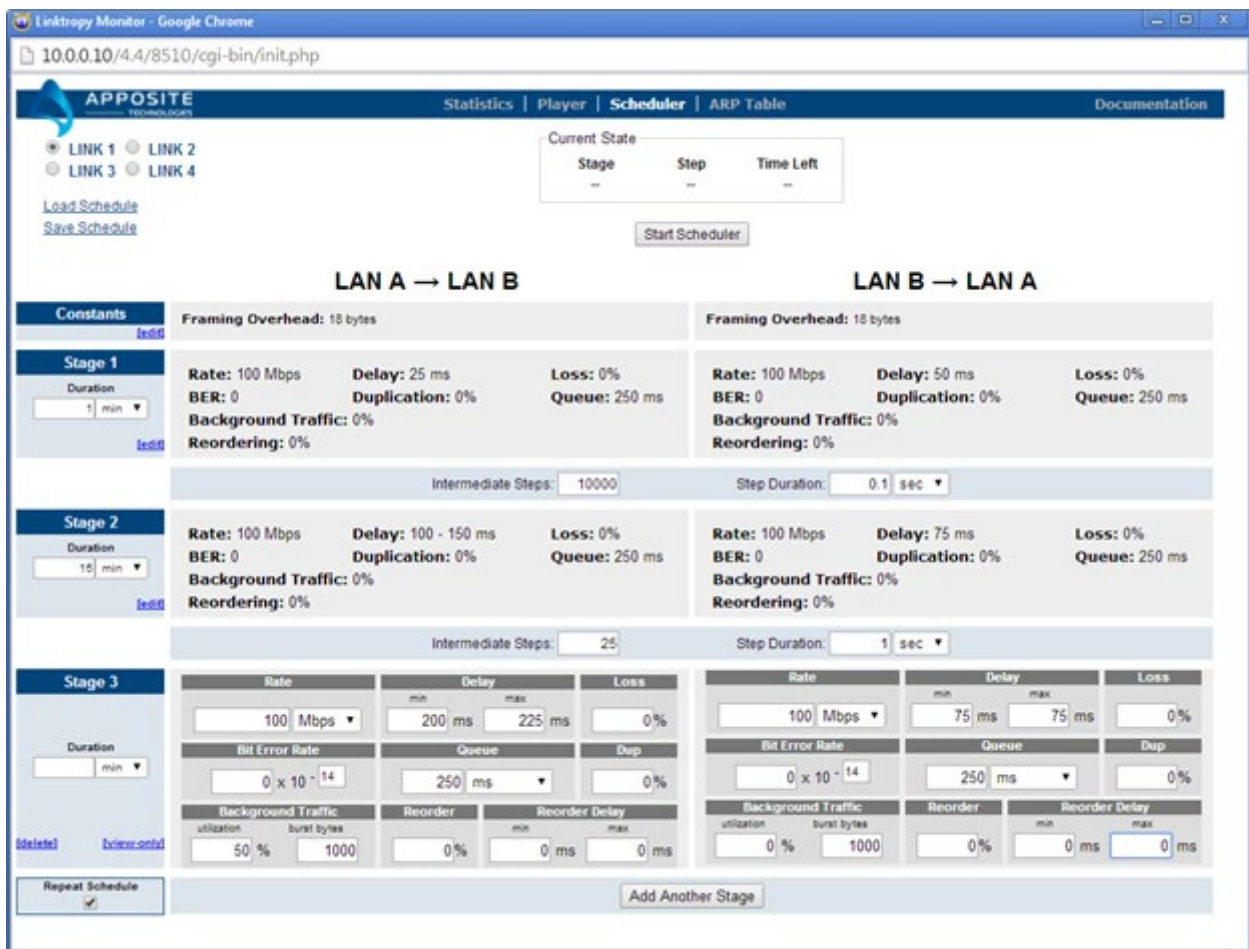 Linktropy Monitor - Google Chrome
10.0.0.10/4.4/8510/cgi-bin/init.php
APPOSITE
TECHNOLOGIES
Statistics | Player | Scheduler | ARP Table
Documentation
LINK 1 LINK 2
LINK 3 LINK 4
Load Schedule
Save Schedule
Current State
Stage Step Time Left
-- -- --
Start Scheduler
LAN A → LAN B LAN B → LAN A
Constants
[edit]
Framing Overhead: 18 bytes Framing Overhead: 18 bytes
Stage 1
Duration
1 min
[edit]
Rate: 100 Mbps Delay: 25 ms Loss: 0%
BER: 0 Duplication: 0% Queue: 250 ms
Background Traffic: 0%
Reordering: 0%
Rate: 100 Mbps Delay: 50 ms Loss: 0%
BER: 0 Duplication: 0% Queue: 250 ms
Background Traffic: 0%
Reordering: 0%
Intermediate Steps: 10000 Step Duration: 0.1 sec
Stage 2
Duration
min
[edit]
Rate: 100 Mbps Delay: 100 - 150 ms Loss: 0%
BER: 0 Duplication: 0% Queue: 250 ms
Background Traffic: 0%
Reordering: 0%
Rate: 100 Mbps Delay: 75 ms Loss: 0%
BER: 0 Duplication: 0% Queue: 250 ms
Background Traffic: 0%
Reordering: 0%
Intermediate Steps: 25 Step Duration: 1 sec
Stage 3
Duration
min
[delete] [view-only]
Rate Delay Loss
min max
100 Mbps 200 ms 225 ms 0%
Bit Error Rate Queue Dup
0 x 10 - 14 250 ms 0%
Background Traffic Reorder Reorder Delay
utilization burst bytes min max
50 % 1000 0% 0 ms 0 ms
Rate Delay Loss
min max
100 Mbps 75 ms 75 ms 0%
Bit Error Rate Queue Dup
0 x 10 - 14 250 ms 0%
Background Traffic Reorder Reorder Delay
utilization burst bytes min max
0 % 1000 0% 0 ms 0 ms
Repeat Schedule
Add Another Stage